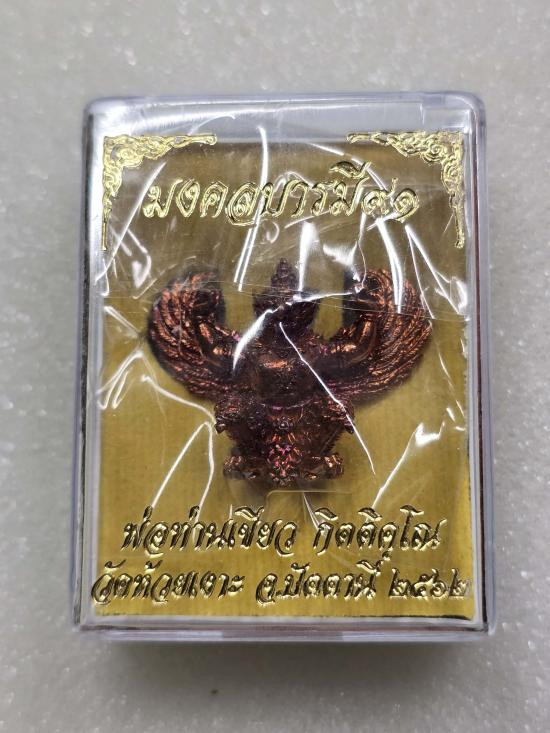 มงคลบารมี๙๑
พ่อท่านเขียว กิตติคุโณ
วัดห้วยเงาะ จ.ปัตตานี ๒๕๖๒